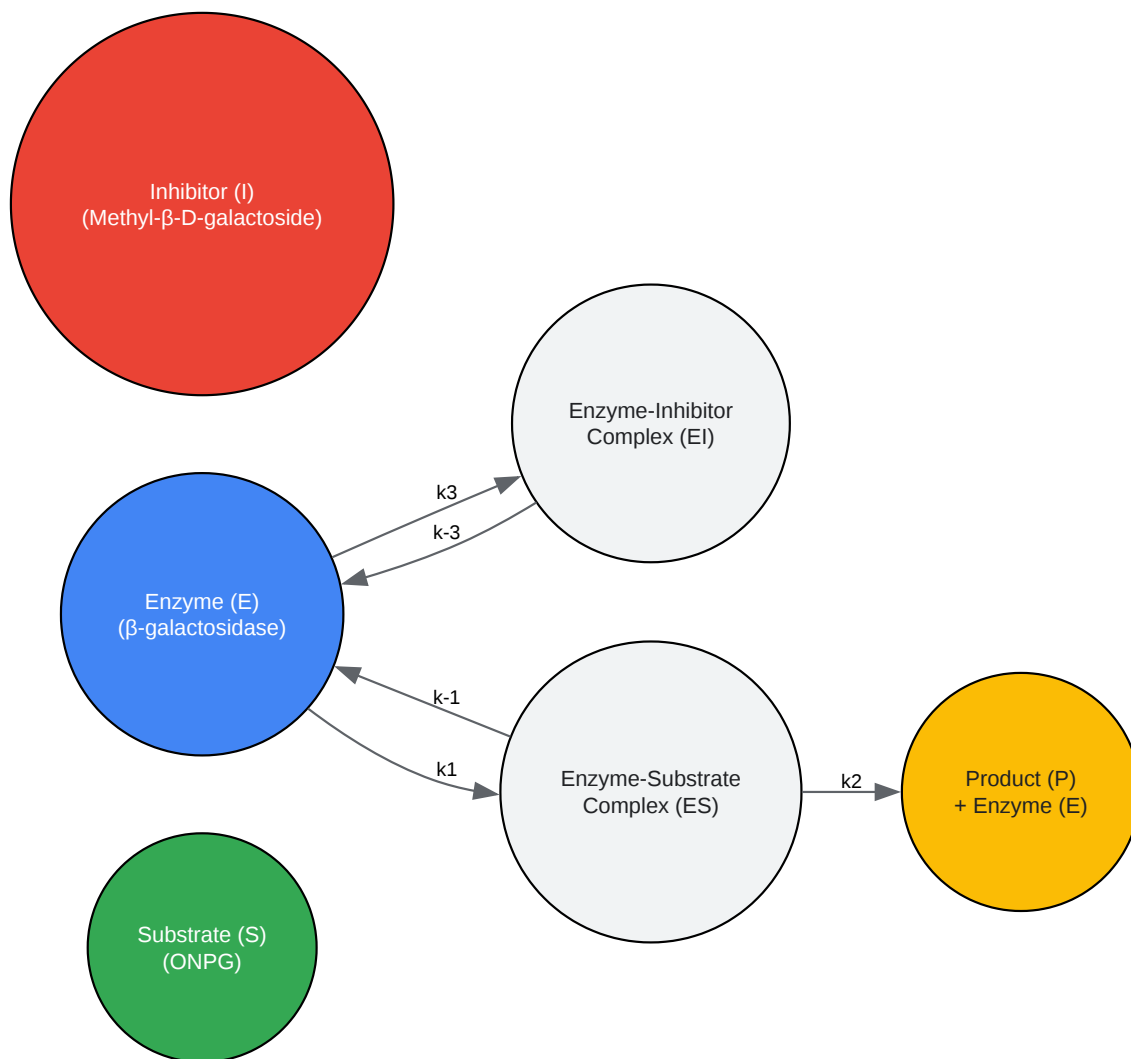 Inhibitor (I)
(Methyl-β-D-galactoside)
Enzyme-Inhibitor
Complex (EI)
k3
k-3
Enzyme (E)
(β-galactosidase)
k-1
k1
Enzyme-Substrate
Complex (ES)
k2
Product (P)
+ Enzyme (E)
Substrate (S)
(ONPG)